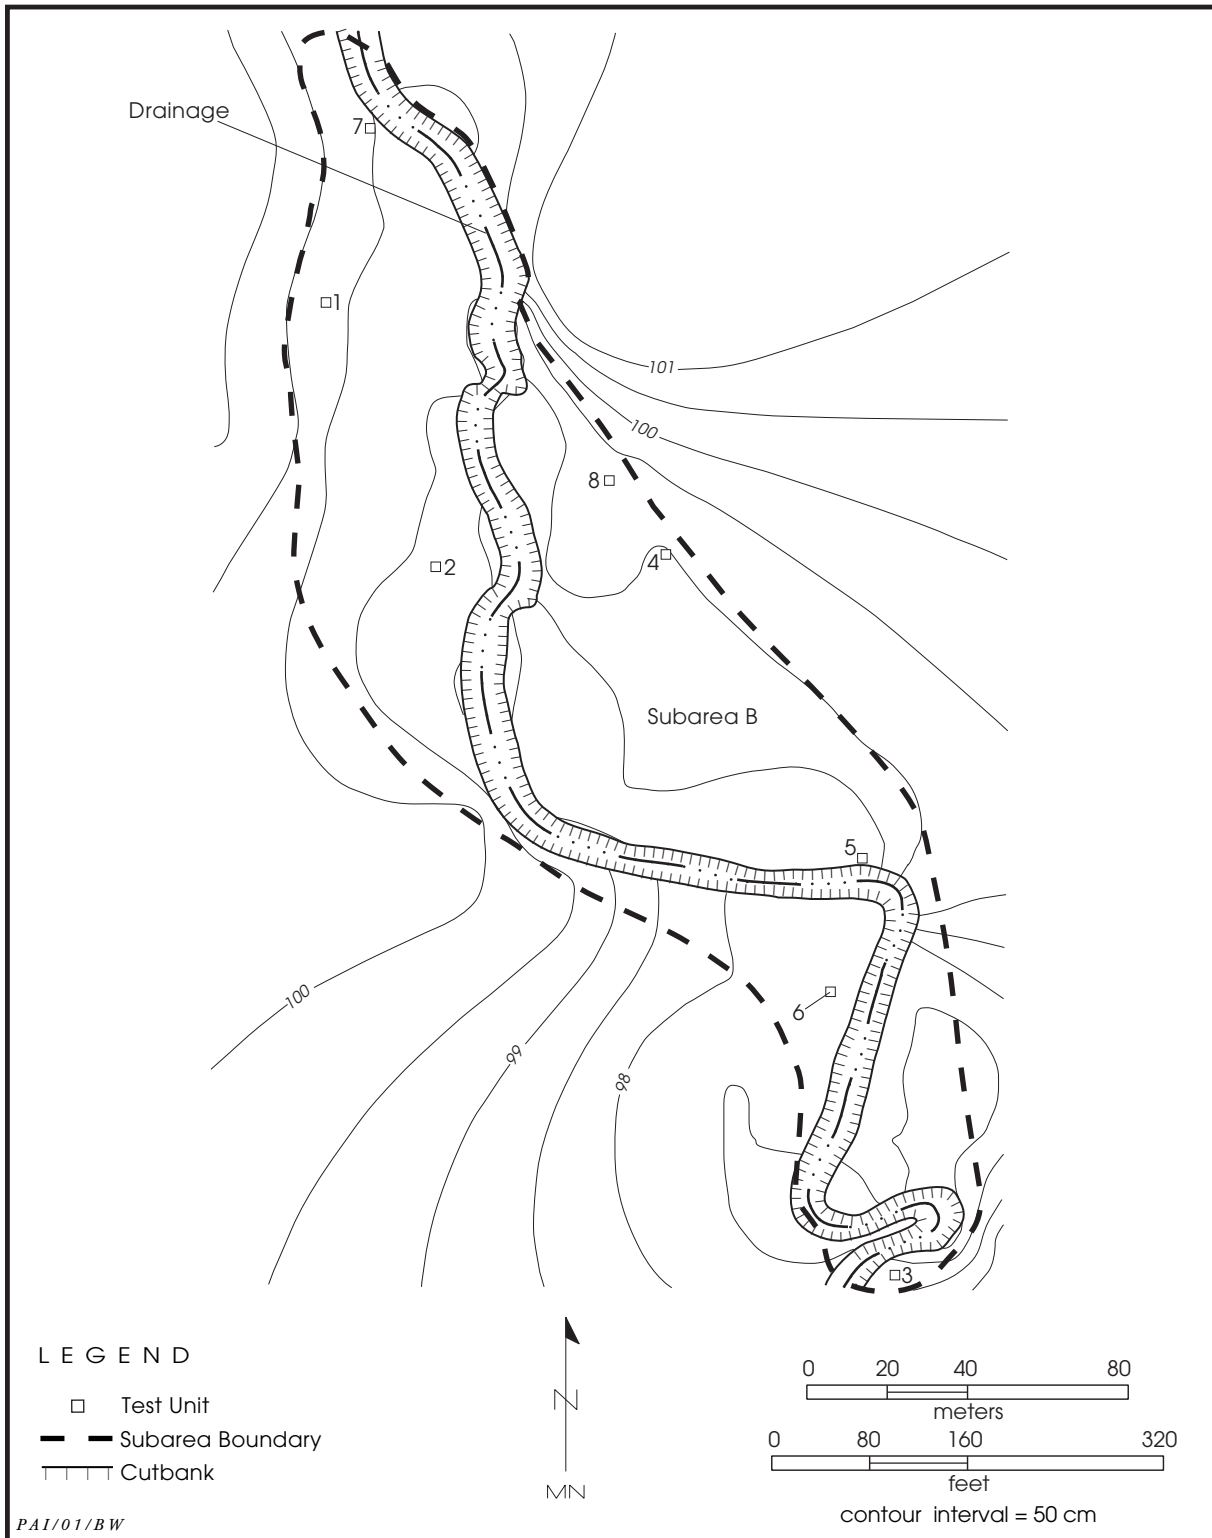 Drainage
7
1
101
100
8
4
2
Subarea B
5
6
100
99
98
3
LEGEND
Test Unit
Subarea Boundary
Cutbank
N
MN
0 20 40 80
meters
0 80 160 320
feet
contour interval = 50 cm
PAI/01/BW